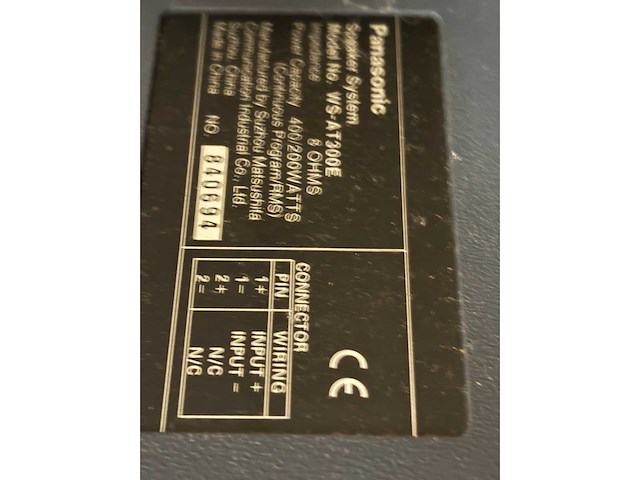 Panasonic
Speaker System
Model No. WS-AT300E
Impedance 8 OHMS
Power Capacity 400/200WATTS
(Continuous Program/RMS)
Manufactured by Suzhou Matsushita
Communication Industrial Co., Ltd.
Suzhou, China
Made in China NO. 840694
CE
CONNECTOR
PIN WIRING
1+ INPUT +
1− INPUT −
2+ N/C
2− N/C